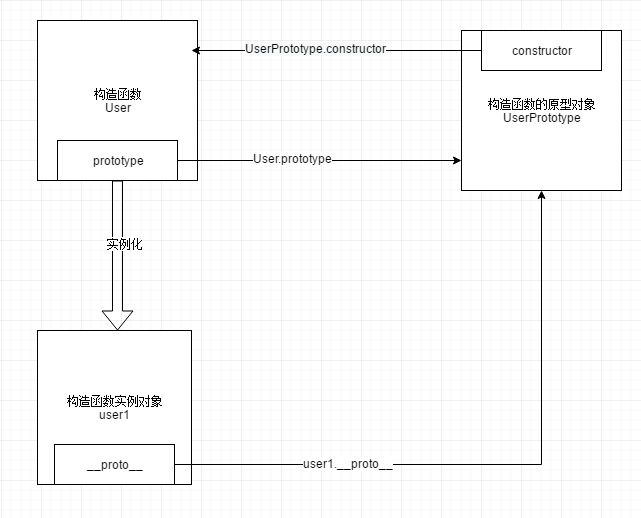 UserPrototype.constructor
constructor
构造函数
User
构造函数的原型对象
UserPrototype
prototype
User.prototype
实例化
构造函数实例对象
user1
__proto__
user1.__proto__